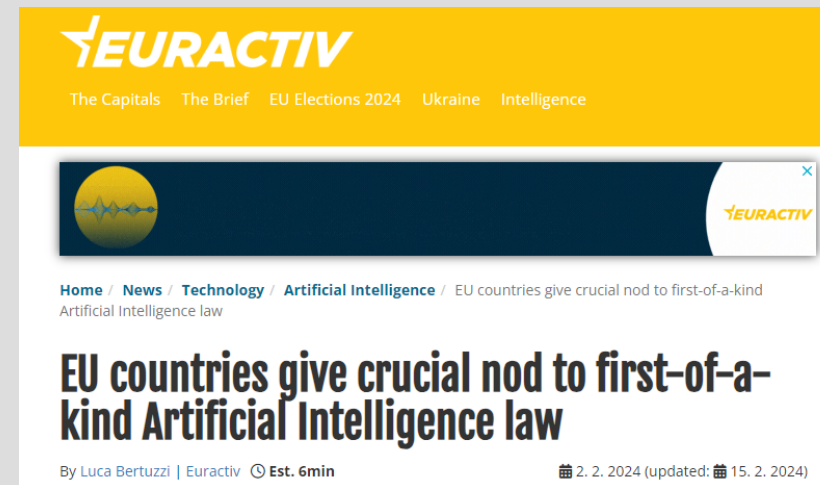 EURACTIV
The Capitals The Brief EU Elections 2024 Ukraine Intelligence
EURACTIV
Home / News / Technology / Artificial Intelligence / EU countries give crucial nod to first-of-a-kind
Artificial Intelligence law
EU countries give crucial nod to first-of-a-
kind Artificial Intelligence law
By Luca Bertuzzi | Euractiv Est. 6min
2. 2. 2024 (updated: 15. 2. 2024)